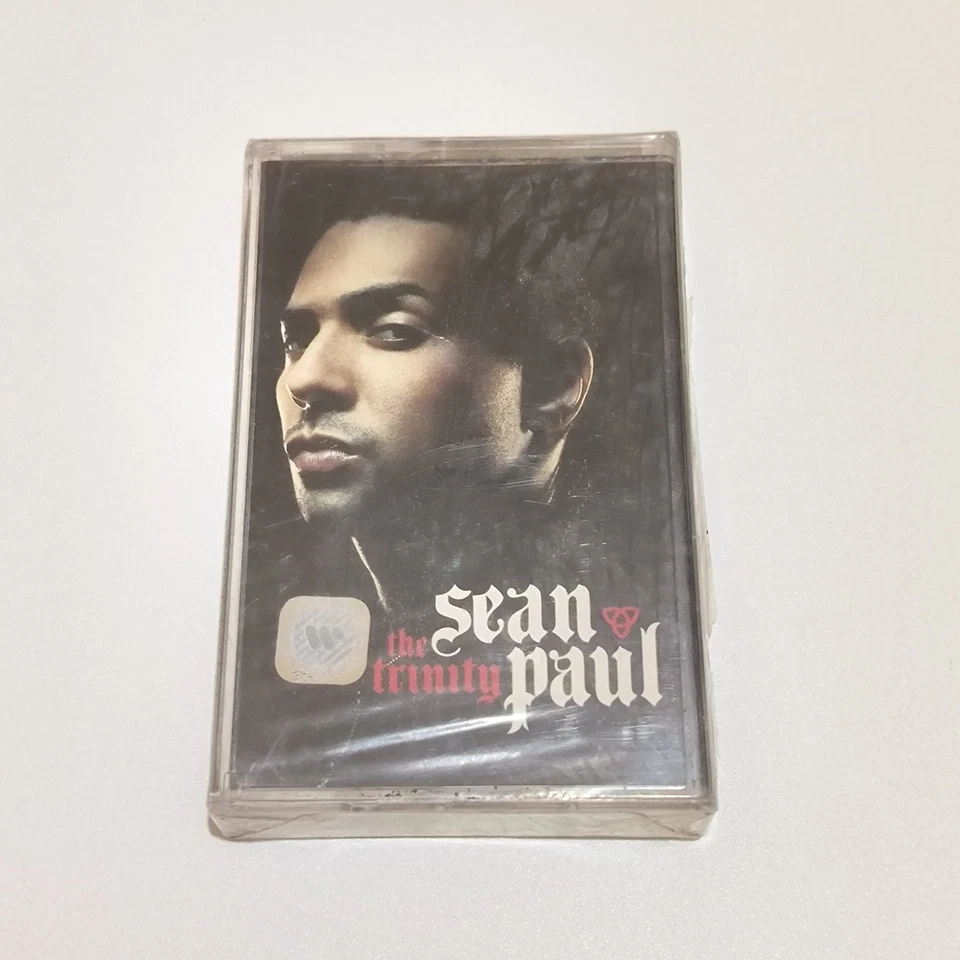 sean
the
trinity paul